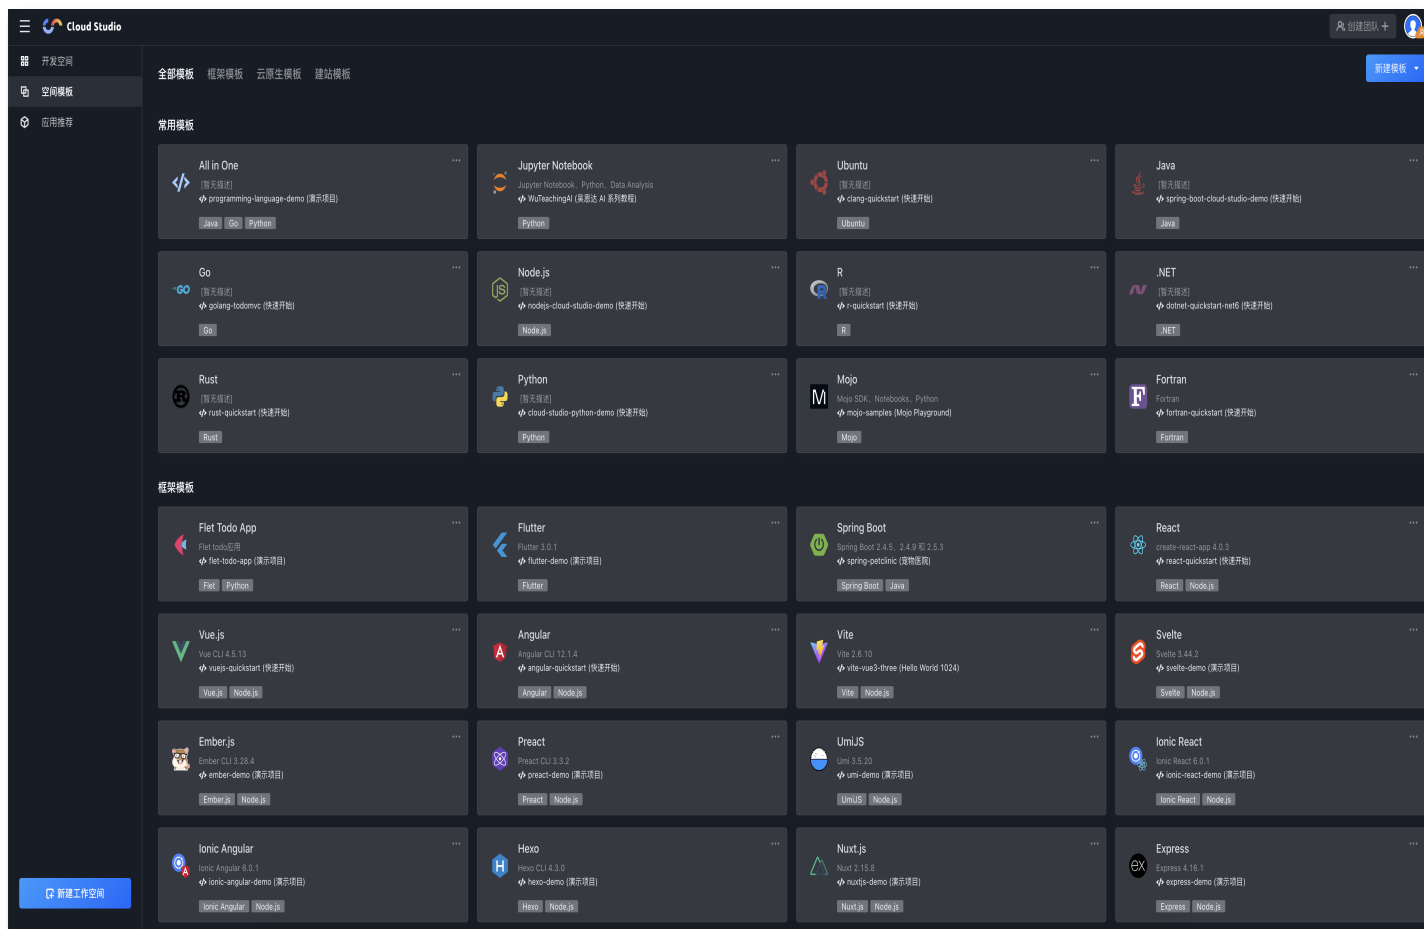 Cloud Studio
创建团队
开发空间
空间模板
应用推荐
全部模板 框架模板 云原生模板 建站模板
新建模板
常用模板
All in One
[暂无描述]
programming-language-demo (演示项目)
Java Go Python
Jupyter Notebook
Jupyter Notebook、Python、Data Analysis
WuTeachingAI (吴恩达 AI 系列教程)
Python
Ubuntu
[暂无描述]
clang-quickstart (快速开始)
Ubuntu
Java
[暂无描述]
spring-boot-cloud-studio-demo (快速开始)
Java
Go
[暂无描述]
golang-todomvc (快速开始)
Go
Node.js
[暂无描述]
nodejs-cloud-studio-demo (快速开始)
Node.js
R
[暂无描述]
r-quickstart (快速开始)
R
.NET
[暂无描述]
dotnet-quickstart-net6 (快速开始)
.NET
Rust
[暂无描述]
rust-quickstart (快速开始)
Rust
Python
[暂无描述]
cloud-studio-python-demo (快速开始)
Python
Mojo
Mojo SDK、Notebooks、Python
mojo-samples (Mojo Playground)
Mojo
Fortran
Fortran
fortran-quickstart (快速开始)
Fortran
框架模板
Flet Todo App
Flet todo应用
flet-todo-app (演示项目)
Flet Python
Flutter
Flutter 3.0.1
flutter-demo (演示项目)
Flutter
Spring Boot
Spring Boot 2.4.5、2.4.9 和 2.5.3
spring-petclinic (宠物医院)
Spring Boot Java
React
create-react-app 4.0.3
react-quickstart (快速开始)
React Node.js
Vue.js
Vue CLI 4.5.13
vuejs-quickstart (快速开始)
Vue.js Node.js
Angular
Angular CLI 12.1.4
angular-quickstart (快速开始)
Angular Node.js
Vite
Vite 2.6.10
vite-vue3-three (Hello World 1024)
Vite Node.js
Svelte
Svelte 3.44.2
svelte-demo (演示项目)
Svelte Node.js
Ember.js
Ember CLI 3.28.4
ember-demo (演示项目)
Ember.js Node.js
Preact
Preact CLI 3.3.2
preact-demo (演示项目)
Preact Node.js
UmiJS
Umi 3.5.20
umi-demo (演示项目)
UmiJS Node.js
Ionic React
Ionic React 6.0.1
ionic-react-demo (演示项目)
Ionic React Node.js
Ionic Angular
Ionic Angular 6.0.1
ionic-angular-demo (演示项目)
Ionic Angular Node.js
Hexo
Hexo CLI 4.3.0
hexo-demo (演示项目)
Hexo Node.js
Nuxt.js
Nuxt 2.15.8
nuxtjs-demo (演示项目)
Nuxt.js Node.js
Express
Express 4.16.1
express-demo (演示项目)
Express Node.js
新建工作空间